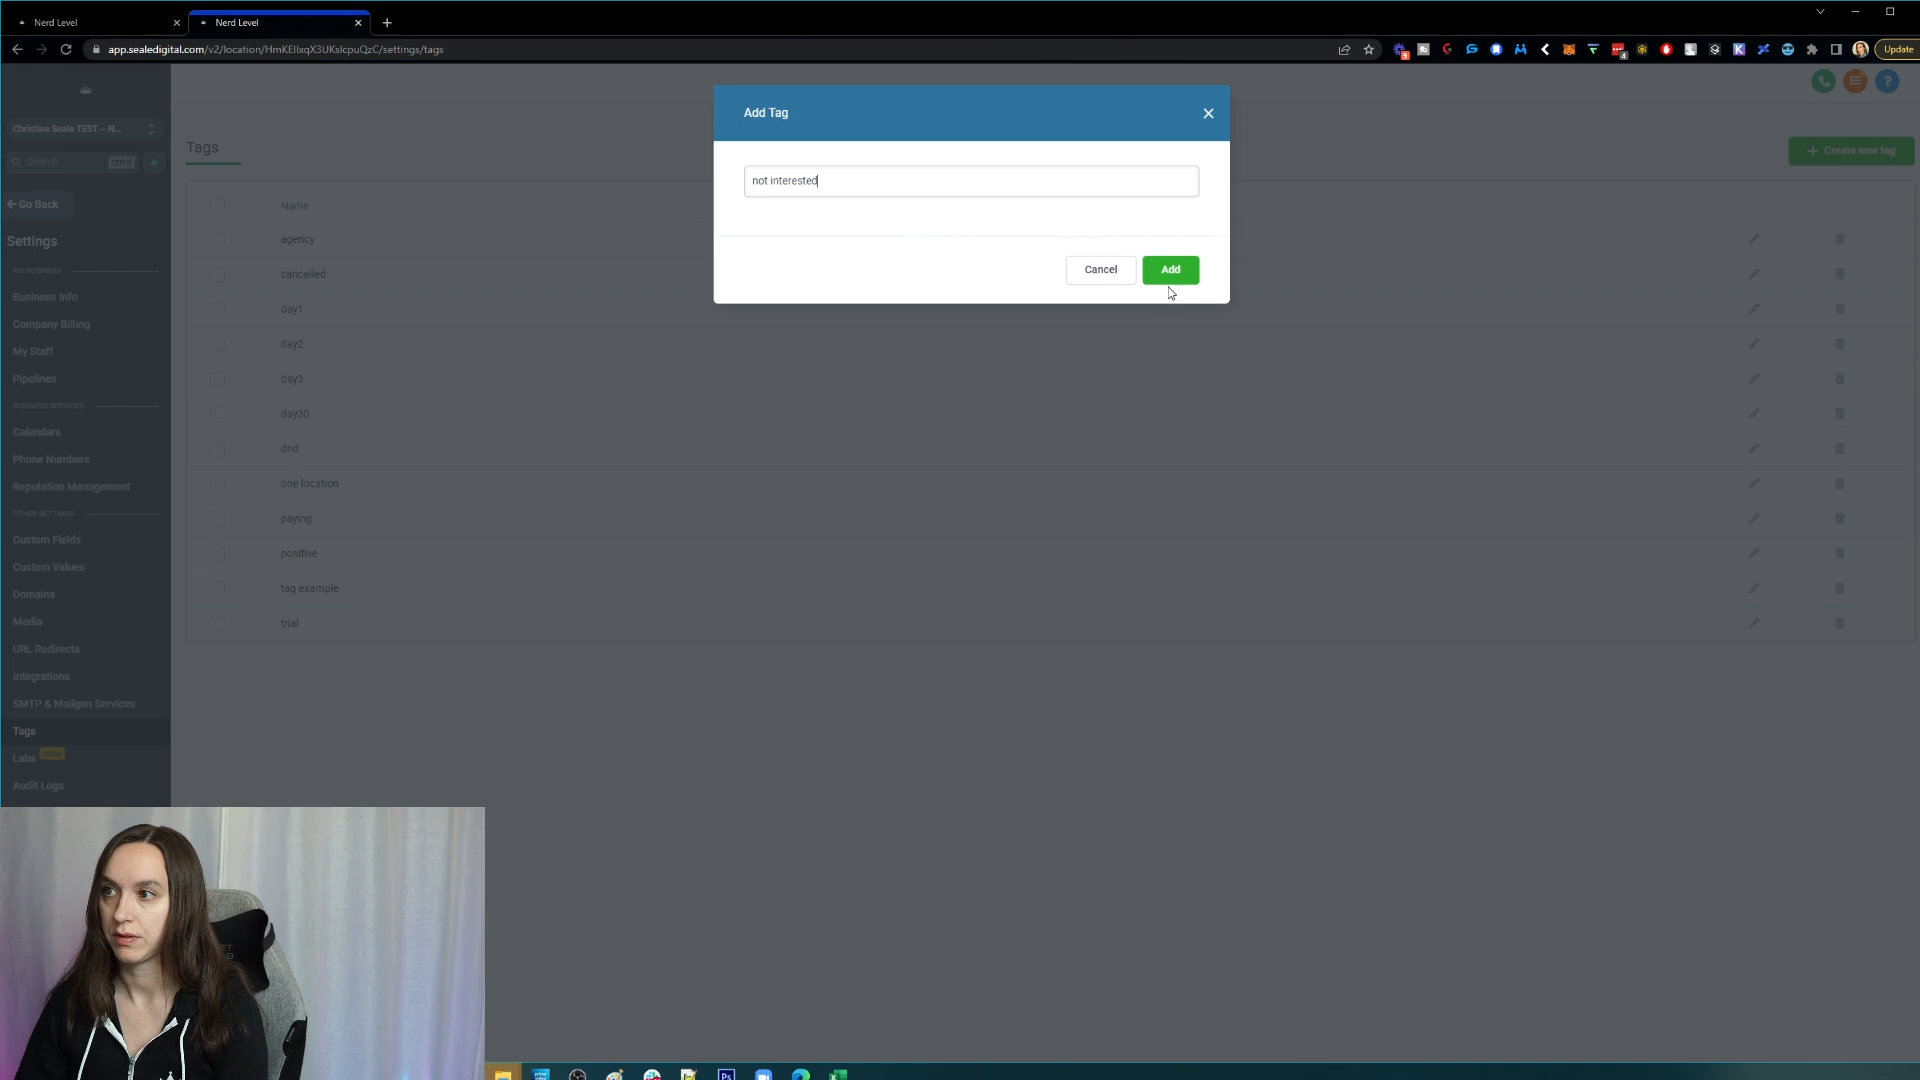 Nerd Level
Nerd Level
app.sealedigital.com/v2/location/HmKEIIxqX3UKslcpuQzC/settings/tags
Update
Christine Seale TEST – N...
Search
ctrl K
Go Back
Settings
MY BUSINESS
Business Info
Company Billing
My Staff
Pipelines
BUSINESS SERVICES
Calendars
Phone Numbers
Reputation Management
OTHER SETTINGS
Custom Fields
Custom Values
Domains
Media
URL Redirects
Integrations
SMTP & Mailgun Services
Tags
Labs
Audit Logs
Tags
+ Create new tag
Name
agency
cancelled
day1
day2
day3
day30
dnd
one location
paying
positive
tag example
trial
Add Tag
not interested
Cancel
Add
Ps